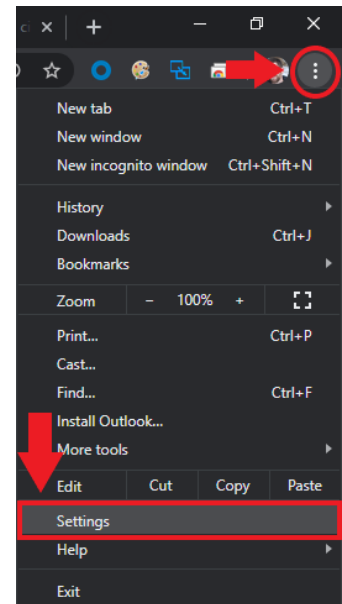 New tab Ctrl+T
New window Ctrl+N
New incognito window Ctrl+Shift+N
History
Downloads Ctrl+J
Bookmarks
Zoom - 100% +
Print... Ctrl+P
Cast...
Find... Ctrl+F
Install Outlook...
More tools
Edit Cut Copy Paste
Settings
Help
Exit